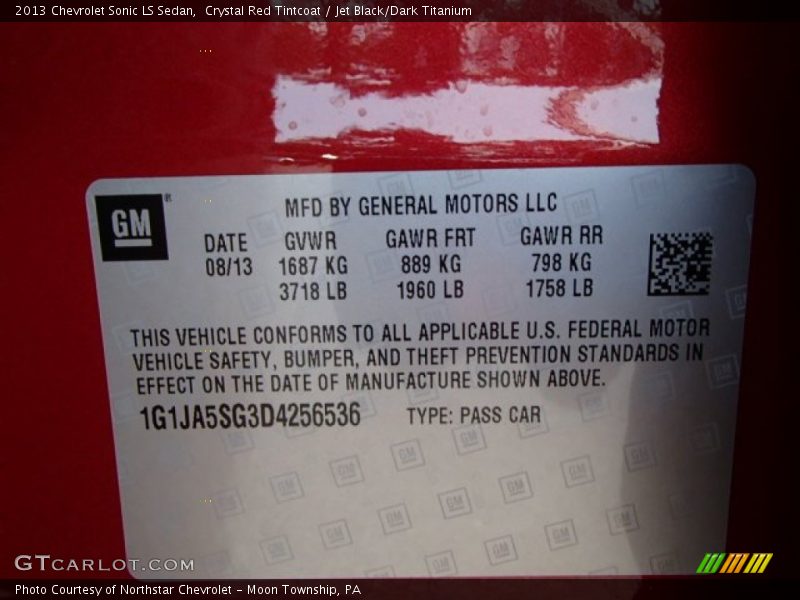 2013 Chevrolet Sonic LS Sedan,  Crystal Red Tintcoat / Jet Black/Dark Titanium
GM ®
MFD BY GENERAL MOTORS LLC
DATE GVWR GAWR FRT GAWR RR
08/13 1687 KG 889 KG 798 KG
3718 LB 1960 LB 1758 LB
THIS VEHICLE CONFORMS TO ALL APPLICABLE U.S. FEDERAL MOTOR
VEHICLE SAFETY, BUMPER, AND THEFT PREVENTION STANDARDS IN
EFFECT ON THE DATE OF MANUFACTURE SHOWN ABOVE.
1G1JA5SG3D4256536 TYPE: PASS CAR
GTCARLOT.COM
Photo Courtesy of Northstar Chevrolet - Moon Township, PA